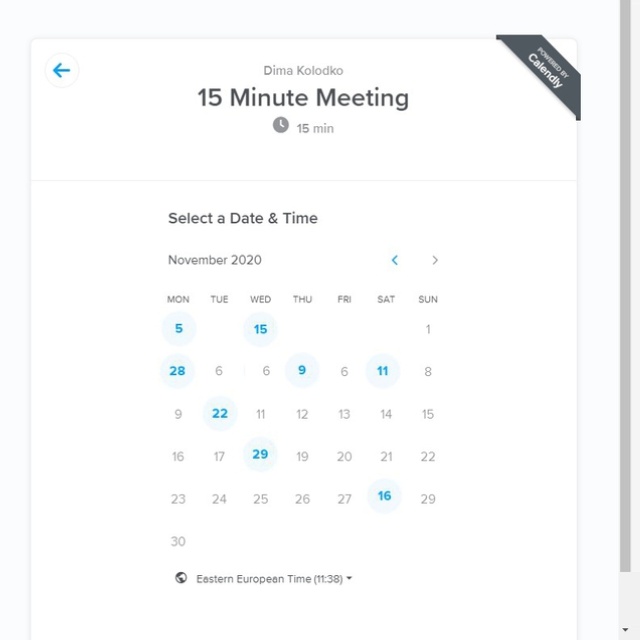 POWERED BY
Calendly
Dima Kolodko
15 Minute Meeting
15 min
Select a Date & Time
November 2020
MON TUE WED THU FRI SAT SUN
5 15 1
28 6 6 9 6 11 8
9 22 11 12 13 14 15
16 17 29 19 20 21 22
23 24 25 26 27 16 29
30
Eastern European Time (11:38)